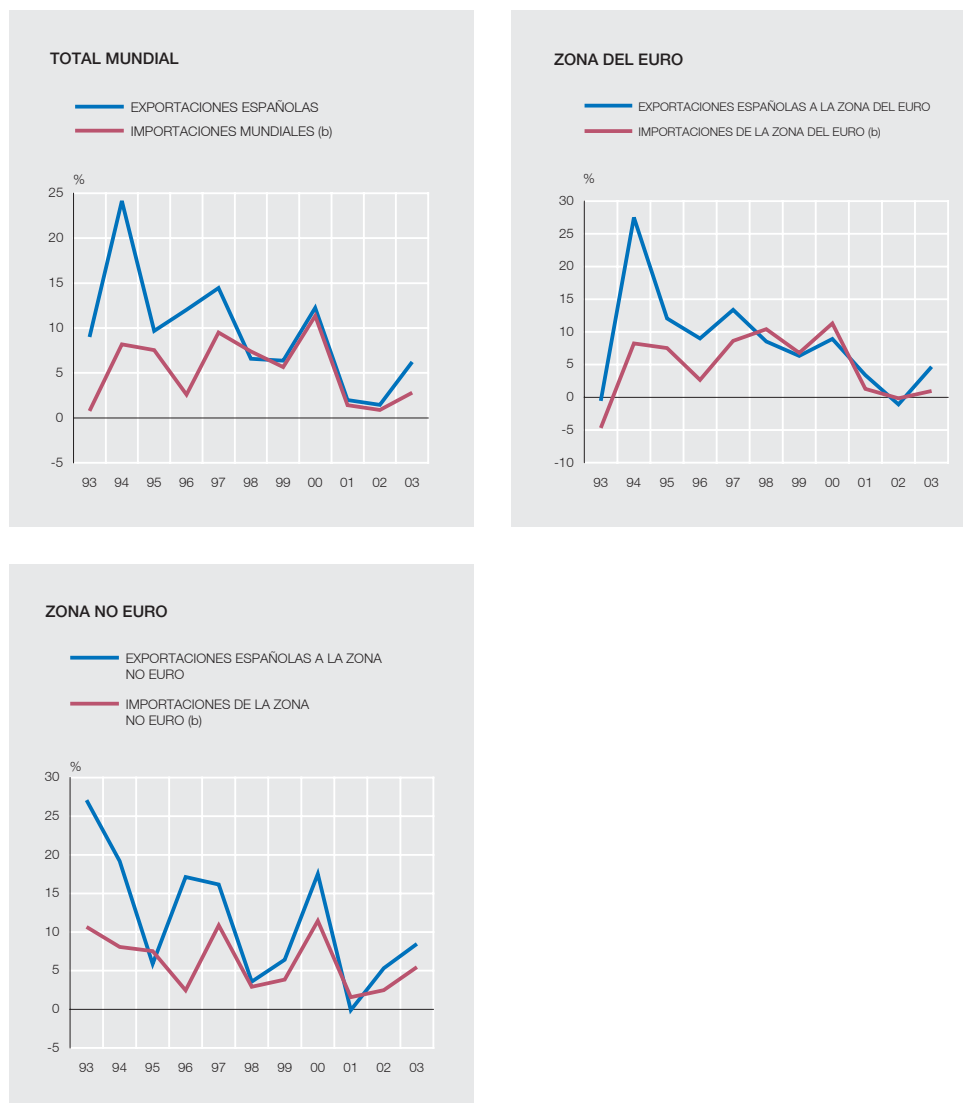 TOTAL MUNDIAL
EXPORTACIONES ESPAÑOLAS
IMPORTACIONES MUNDIALES (b)
%
25
20
15
10
5
0
-5
93 94 95 96 97 98 99 00 01 02 03
ZONA DEL EURO
EXPORTACIONES ESPAÑOLAS A LA ZONA DEL EURO
IMPORTACIONES DE LA ZONA DEL EURO (b)
%
30
25
20
15
10
5
0
-5
-10
93 94 95 96 97 98 99 00 01 02 03
ZONA NO EURO
EXPORTACIONES ESPAÑOLAS A LA ZONA
NO EURO
IMPORTACIONES DE LA ZONA
NO EURO (b)
%
30
25
20
15
10
5
0
-5
93 94 95 96 97 98 99 00 01 02 03